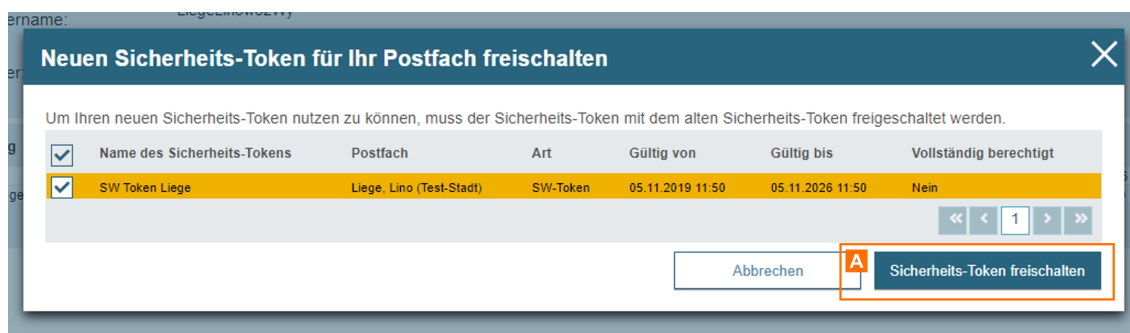 ername:
Neuen Sicherheits-Token für Ihr Postfach freischalten
er:
Um Ihren neuen Sicherheits-Token nutzen zu können, muss der Sicherheits-Token mit dem alten Sicherheits-Token freigeschaltet werden.
Name des Sicherheits-Tokens Postfach Art Gültig von Gültig bis Vollständig berechtigt
SW Token Liege Liege, Lino (Test-Stadt) SW-Token 05.11.2019 11:50 05.11.2026 11:50 Nein
« ‹ 1 › »
Abbrechen A Sicherheits-Token freischalten